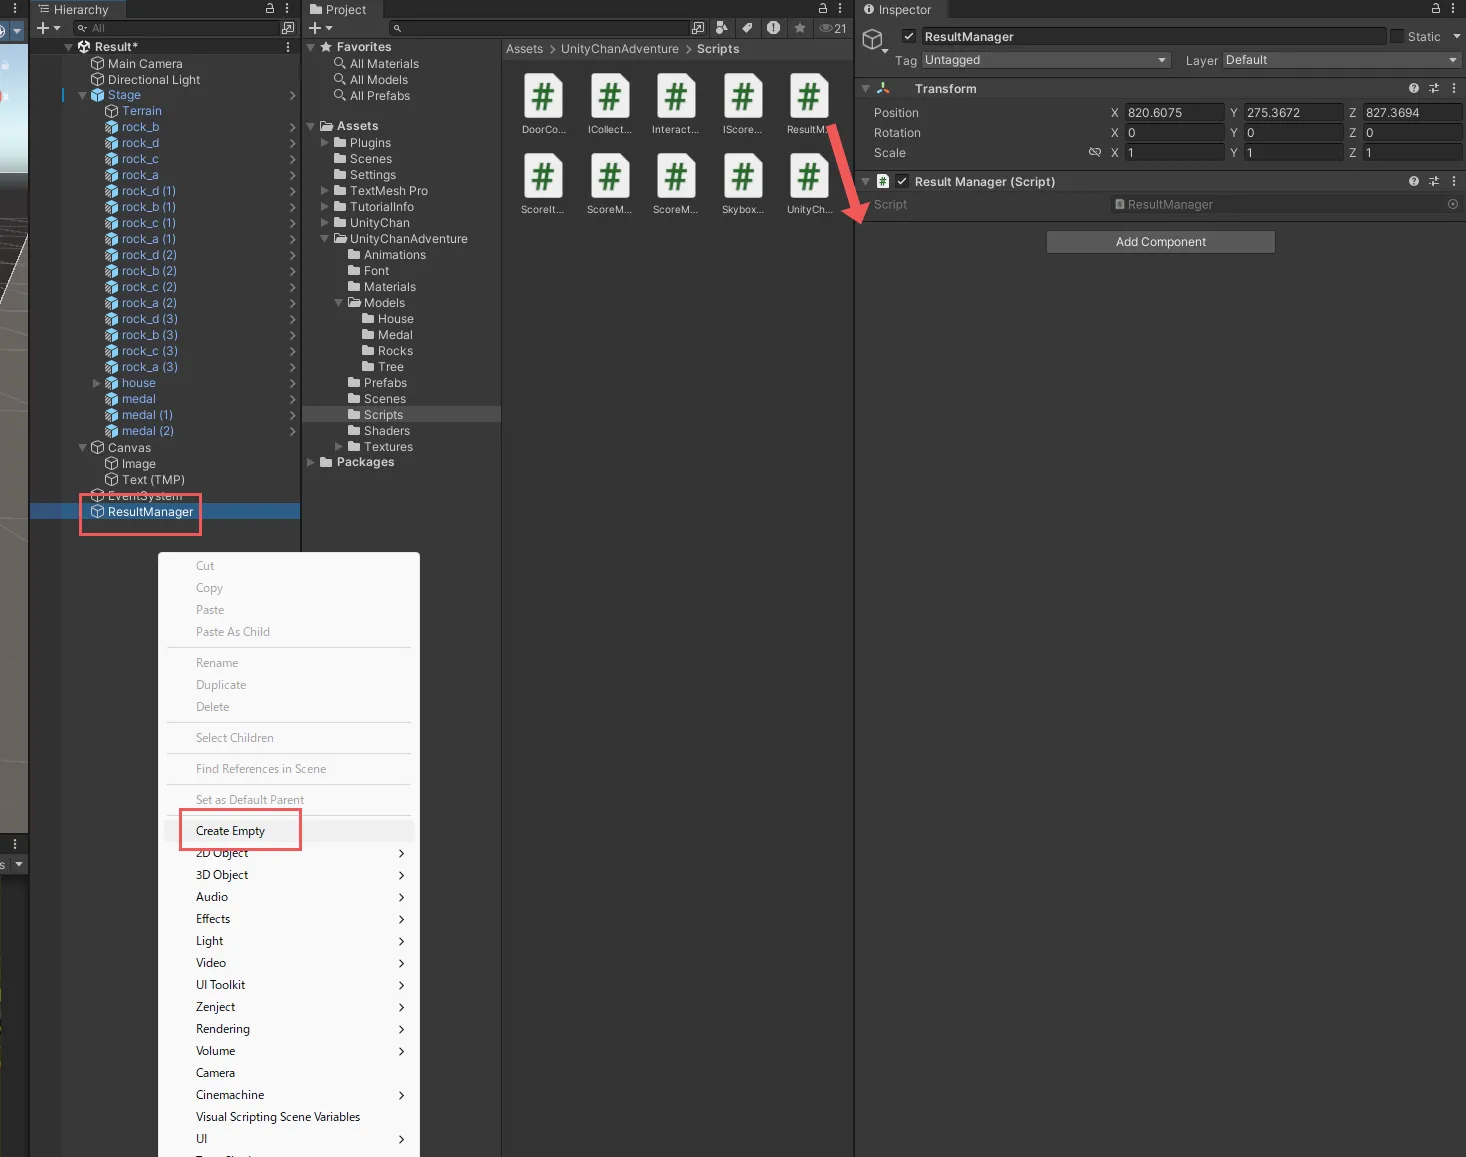 Hierarchy
All
Result*
Main Camera
Directional Light
Stage
Terrain
rock_b
rock_d
rock_c
rock_a
rock_d (1)
rock_b (1)
rock_c (1)
rock_a (1)
rock_d (2)
rock_b (2)
rock_c (2)
rock_a (2)
rock_d (3)
rock_b (3)
rock_c (3)
rock_a (3)
house
medal
medal (1)
medal (2)
Canvas
Image
Text (TMP)
EventSystem
ResultManager
Cut
Copy
Paste
Paste As Child
Rename
Duplicate
Delete
Select Children
Find References in Scene
Set as Default Parent
Create Empty
2D Object
3D Object
Audio
Effects
Light
Video
UI Toolkit
Zenject
Rendering
Volume
Camera
Cinemachine
Visual Scripting Scene Variables
UI
Project
21
Favorites
All Materials
All Models
All Prefabs
Assets
Plugins
Scenes
Settings
TextMesh Pro
TutorialInfo
UnityChan
UnityChanAdventure
Animations
Font
Materials
Models
House
Medal
Rocks
Tree
Prefabs
Scenes
Scripts
Shaders
Textures
Packages
Assets > UnityChanAdventure > Scripts
DoorCo... ICollect... Interact... IScore... ResultM...
ScoreIt... ScoreM... ScoreM... Skybox... UnityCh...
Inspector
ResultManager Static
Tag Untagged Layer Default
Transform
Position X 820.6075 Y 275.3672 Z 827.3694
Rotation X 0 Y 0 Z 0
Scale X 1 Y 1 Z 1
# Result Manager (Script)
Script ResultManager
Add Component